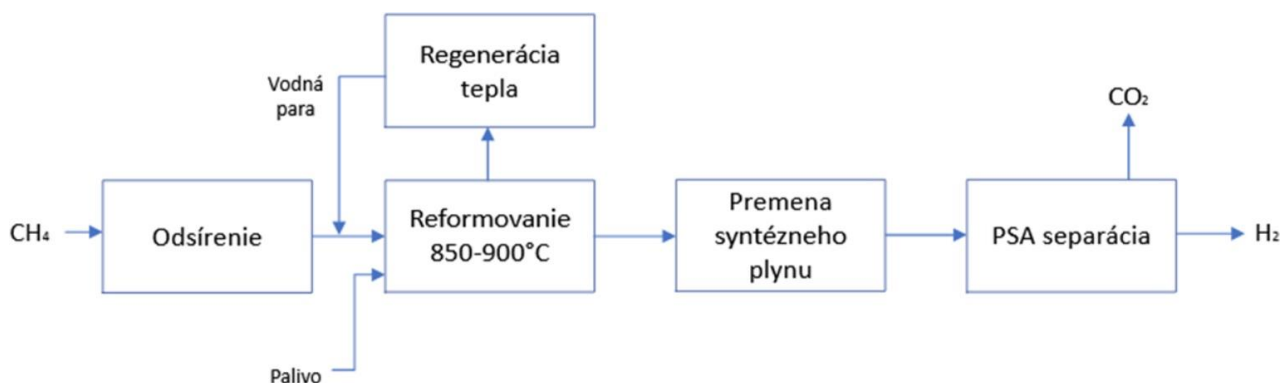 Regenerácia
tepla
Vodná
para
CO₂
CH₄
Odsírenie
Reformovanie
850-900°C
Premena
syntézneho
plynu
PSA separácia
H₂
Palivo